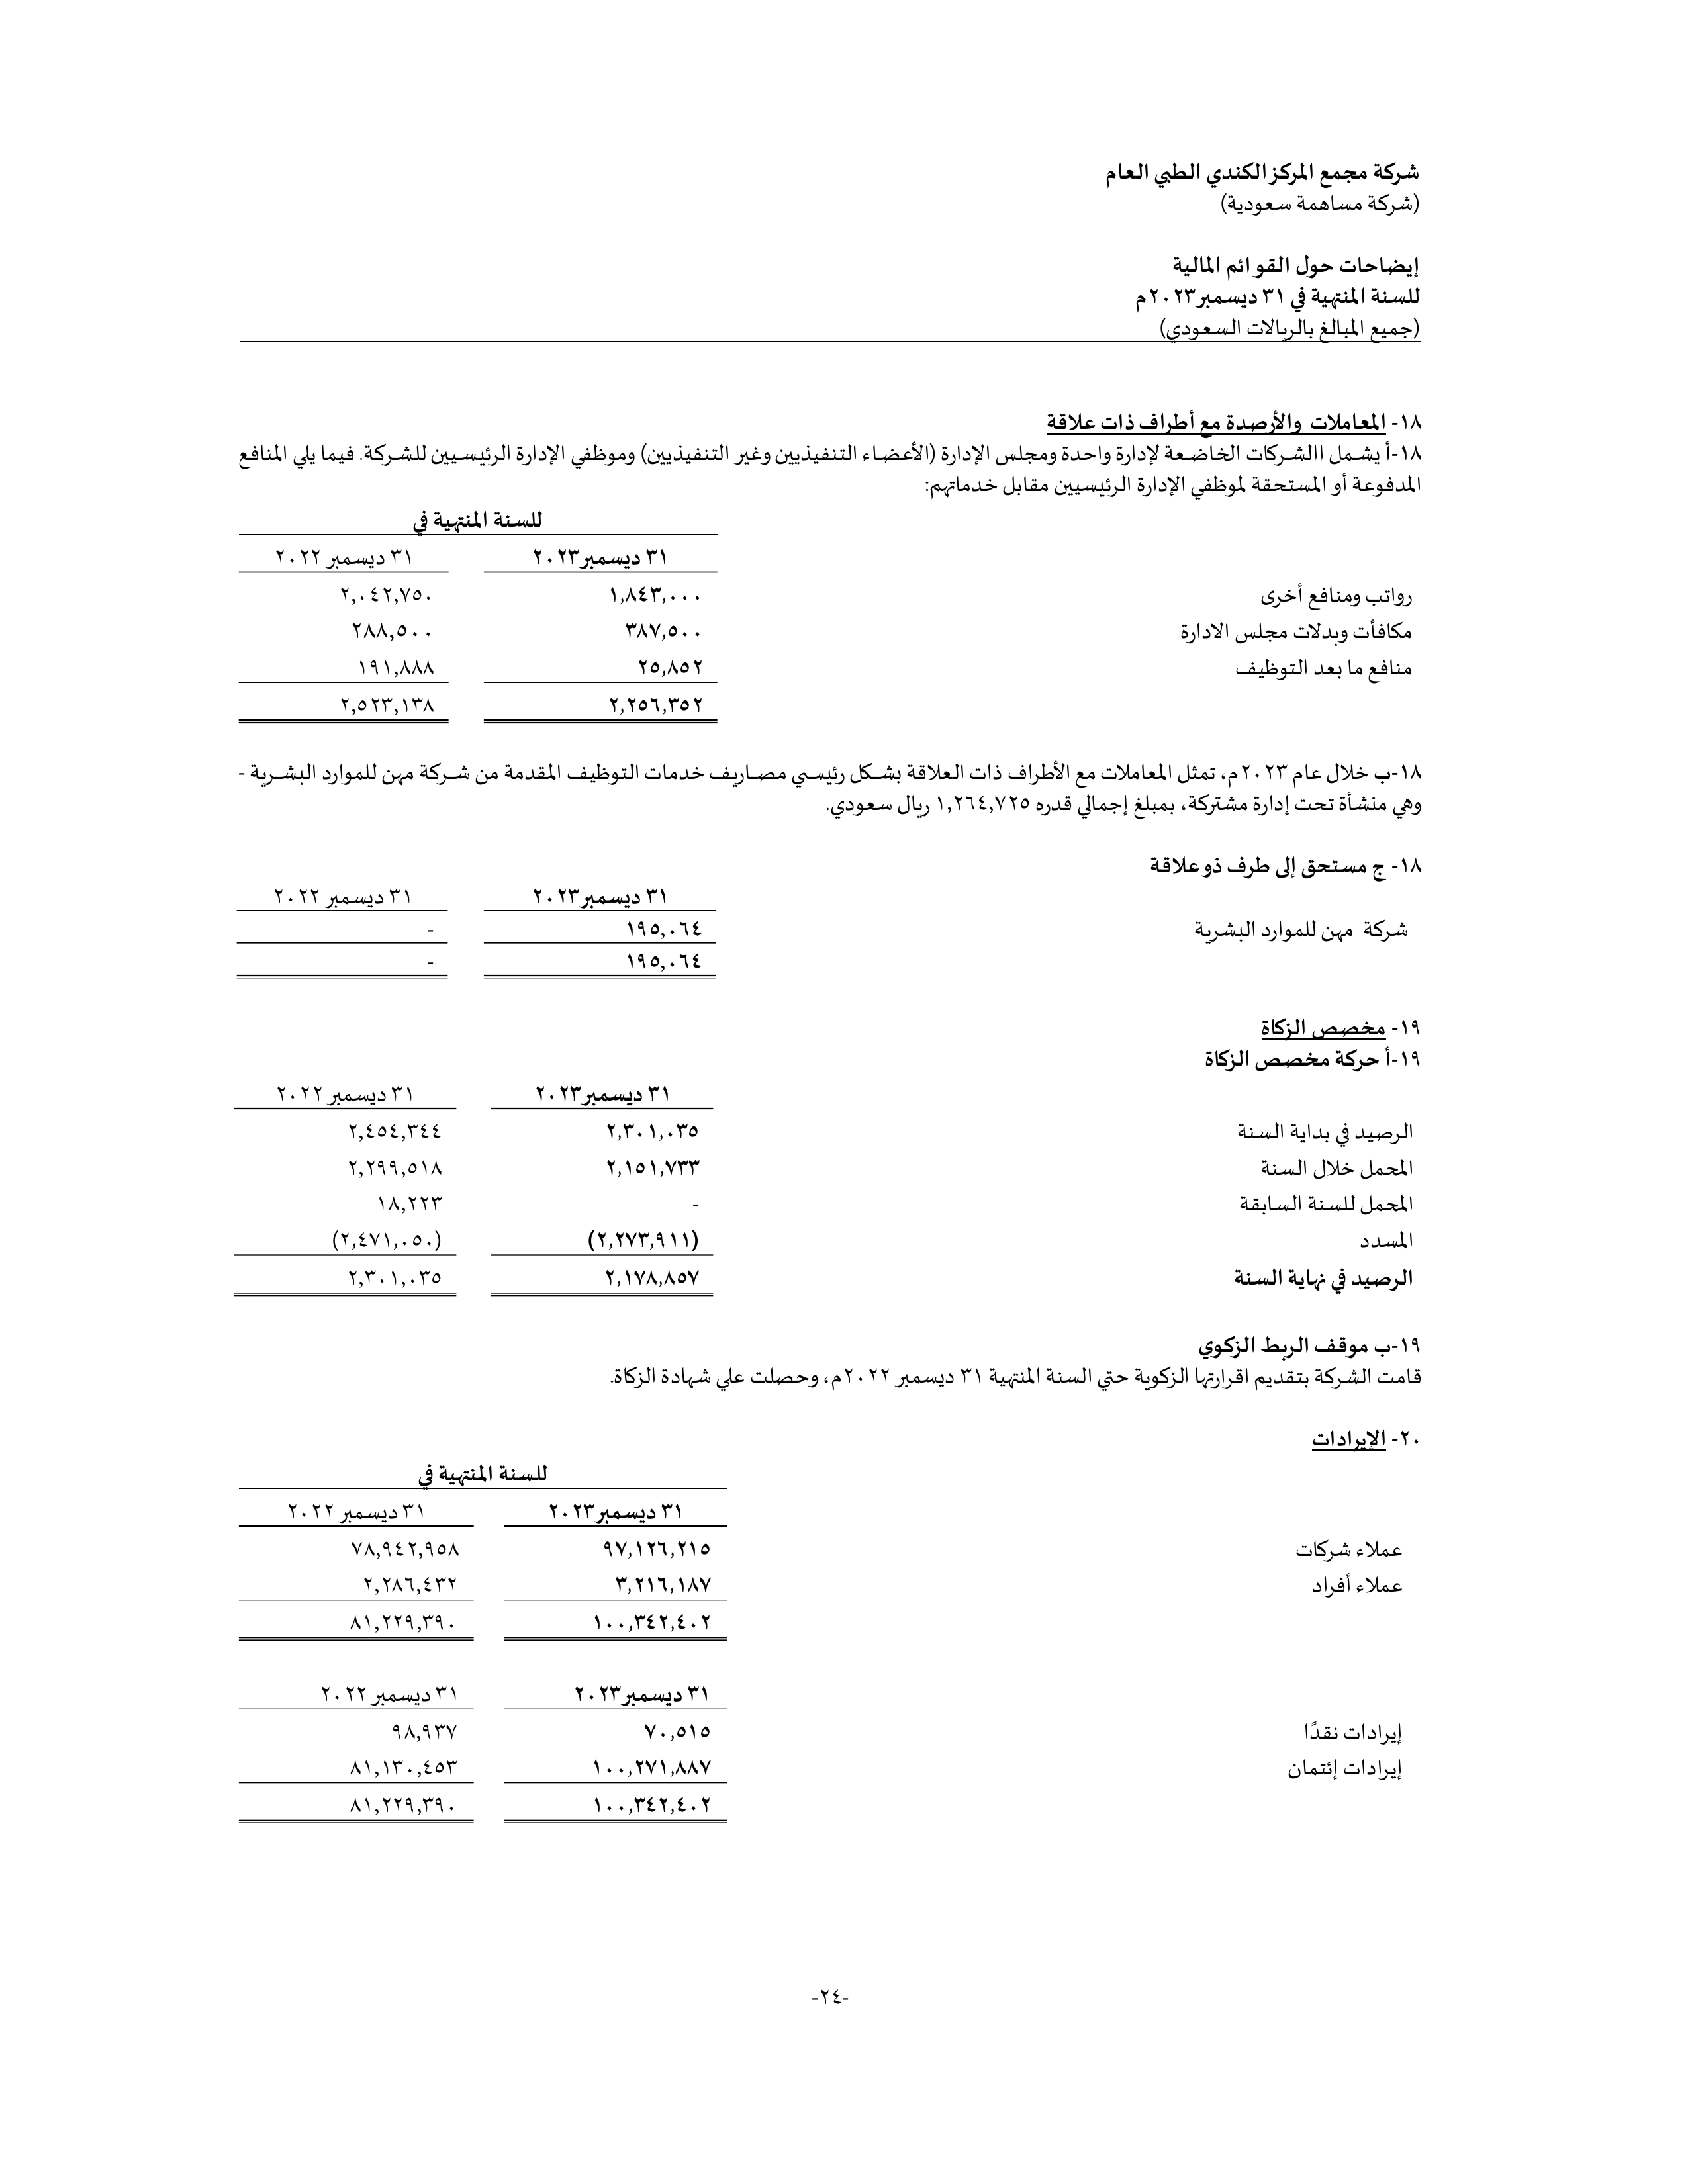 شركة مجمع المركز الكندي الطبي العام
(شركة مساهمة سعودية)
إيضاحات حول القوائم المالية
للسنة المنتهية في ٣١ ديسمبر ٢٠٢٣م
(جميع المبالغ بالريالات السعودي)
١٨- المعاملات والأرصدة مع أطراف ذات علاقة
١٨-أ يشمل االشركات الخاضعة لإدارة واحدة ومجلس الإدارة (الأعضاء التنفيذيين وغير التنفيذيين) وموظفي الإدارة الرئيسيين للشركة. فيما يلي المنافع
المدفوعة أو المستحقة لموظفي الإدارة الرئيسيين مقابل خدماتهم:
للسنة المنتهية في
٣١ ديسمبر ٢٠٢٣ ٣١ ديسمبر ٢٠٢٢
رواتب ومنافع أخرى ١,٨٤٣,٠٠٠ ٢,٠٤٢,٧٥٠
مكافأت وبدلات مجلس الادارة ٣٨٧,٥٠٠ ٢٨٨,٥٠٠
منافع ما بعد التوظيف ٢٥,٨٥٢ ١٩١,٨٨٨
٢,٢٥٦,٣٥٢ ٢,٥٢٣,١٣٨
١٨-ب خلال عام ٢٠٢٣م، تمثل المعاملات مع الأطراف ذات العلاقة بشكل رئيسي مصاريف خدمات التوظيف المقدمة من شركة مهن للموارد البشرية -
وهي منشأة تحت إدارة مشتركة، بمبلغ إجمالي قدره ١,٢٦٤,٧٢٥ ريال سعودي.
١٨- ج مستحق إلى طرف ذو علاقة
٣١ ديسمبر ٢٠٢٣ ٣١ ديسمبر ٢٠٢٢
شركة مهن للموارد البشرية ١٩٥,٠٦٤ -
١٩٥,٠٦٤ -
١٩- مخصص الزكاة
١٩-أ حركة مخصص الزكاة
٣١ ديسمبر ٢٠٢٣ ٣١ ديسمبر ٢٠٢٢
الرصيد في بداية السنة ٢,٣٠١,٠٣٥ ٢,٤٥٤,٣٤٤
المحمل خلال السنة ٢,١٥١,٧٣٣ ٢,٢٩٩,٥١٨
المحمل للسنة السابقة - ١٨,٢٢٣
المسدد (٢,٢٧٣,٩١١) (٢,٤٧١,٠٥٠)
الرصيد في نهاية السنة ٢,١٧٨,٨٥٧ ٢,٣٠١,٠٣٥
١٩-ب موقف الربط الزكوي
قامت الشركة بتقديم اقرارتها الزكوية حتي السنة المنتهية ٣١ ديسمبر ٢٠٢٢م، وحصلت علي شهادة الزكاة.
٢٠- الإيرادات
للسنة المنتهية في
٣١ ديسمبر ٢٠٢٣ ٣١ ديسمبر ٢٠٢٢
عملاء شركات ٩٧,١٢٦,٢١٥ ٧٨,٩٤٢,٩٥٨
عملاء أفراد ٣,٢١٦,١٨٧ ٢,٢٨٦,٤٣٢
١٠٠,٣٤٢,٤٠٢ ٨١,٢٢٩,٣٩٠
٣١ ديسمبر ٢٠٢٣ ٣١ ديسمبر ٢٠٢٢
إيرادات نقدًا ٧٠,٥١٥ ٩٨,٩٣٧
إيرادات إئتمان ١٠٠,٢٧١,٨٨٧ ٨١,١٣٠,٤٥٣
١٠٠,٣٤٢,٤٠٢ ٨١,٢٢٩,٣٩٠
-٢٤-